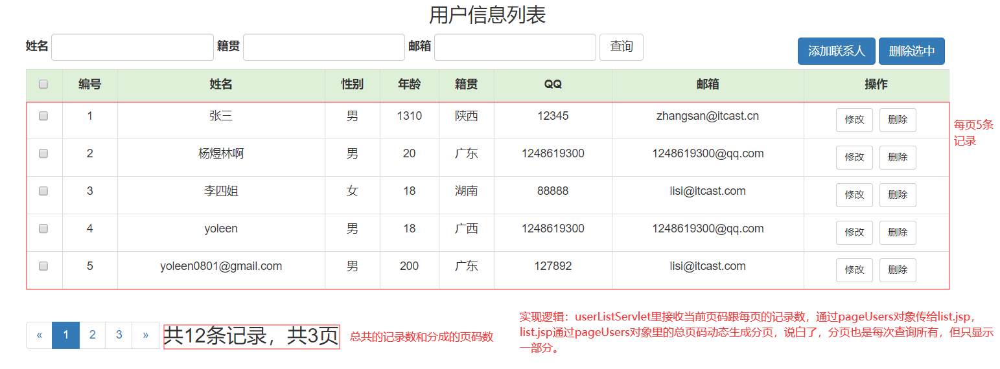 用户信息列表
姓名 籍贯 邮箱 查询 添加联系人 删除选中
编号 姓名 性别 年龄 籍贯 QQ 邮箱 操作
1 张三 男 1310 陕西 12345 zhangsan@itcast.cn 修改 删除
每页5条
记录
2 杨煜林啊 男 20 广东 1248619300 1248619300@qq.com 修改 删除
3 李四姐 女 18 湖南 88888 lisi@itcast.com 修改 删除
4 yoleen 男 18 广西 1248619300 1248619300@qq.com 修改 删除
5 yoleen0801@gmail.com 男 200 广东 127892 lisi@itcast.com 修改 删除
« 1 2 3 » 共12条记录，共3页 总共的记录数和分成的页码数
实现逻辑：userListServlet里接收当前页码跟每页的记录数，通过pageUsers对象传给list.jsp，
list.jsp通过pageUsers对象里的总页码动态生成分页，说白了，分页也是每次查询所有，但只显示
一部分。